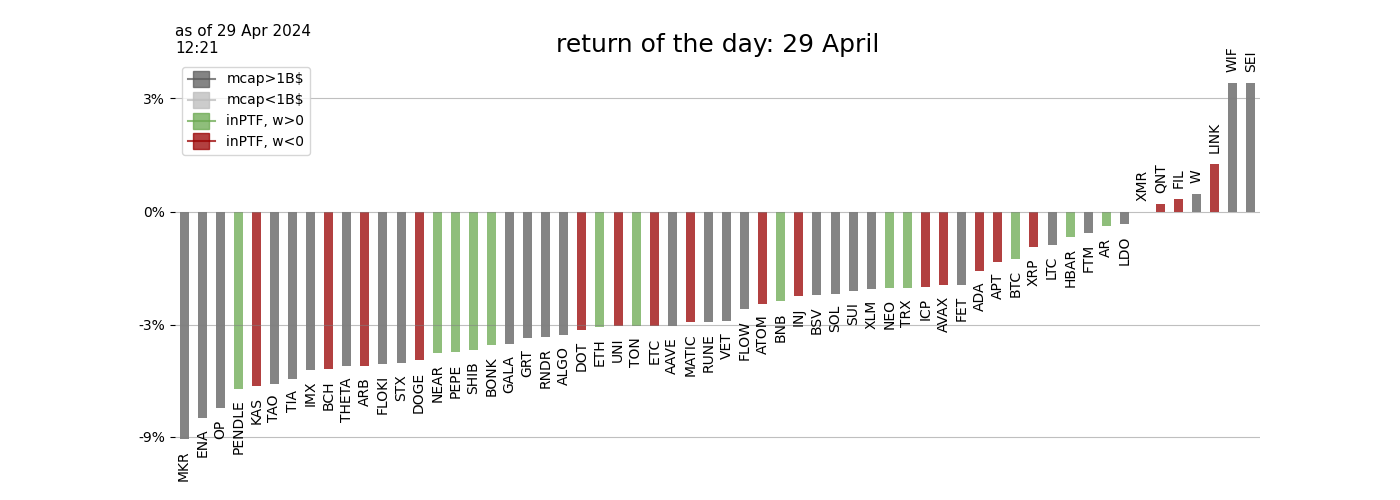 as of 29 Apr 2024
12:21
return of the day: 29 April
mcap>1B$
mcap<1B$
inPTF, w>0
inPTF, w<0
3%
0%
-3%
-9%
MKR
ENA
OP
PENDLE
KAS
TAO
TIA
IMX
BCH
THETA
ARB
FLOKI
STX
DOGE
NEAR
PEPE
SHIB
BONK
GALA
GRT
RNDR
ALGO
DOT
ETH
UNI
TON
ETC
AAVE
MATIC
RUNE
VET
FLOW
ATOM
BNB
INJ
BSV
SOL
SUI
XLM
NEO
TRX
ICP
AVAX
FET
ADA
APT
BTC
XRP
LTC
HBAR
FTM
AR
LDO
XMR
QNT
FIL
W
LINK
WIF
SEI